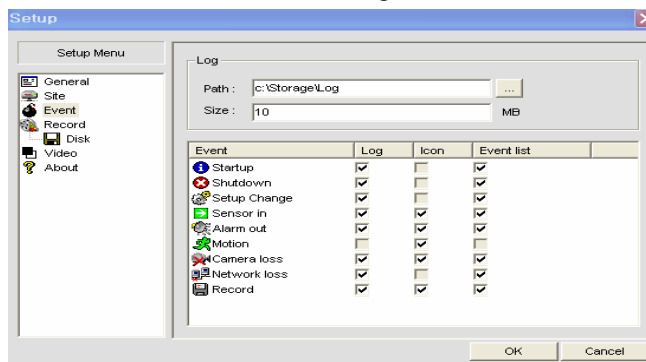 Setup
Setup Menu
General
Site
Event
Record
Disk
Video
About
Log
Path : c:\Storage\Log ...
Size : 10 MB
Event Log Icon Event list
Startup
Shutdown
Setup Change
Sensor in
Alarm out
Motion
Camera loss
Network loss
Record
OK Cancel